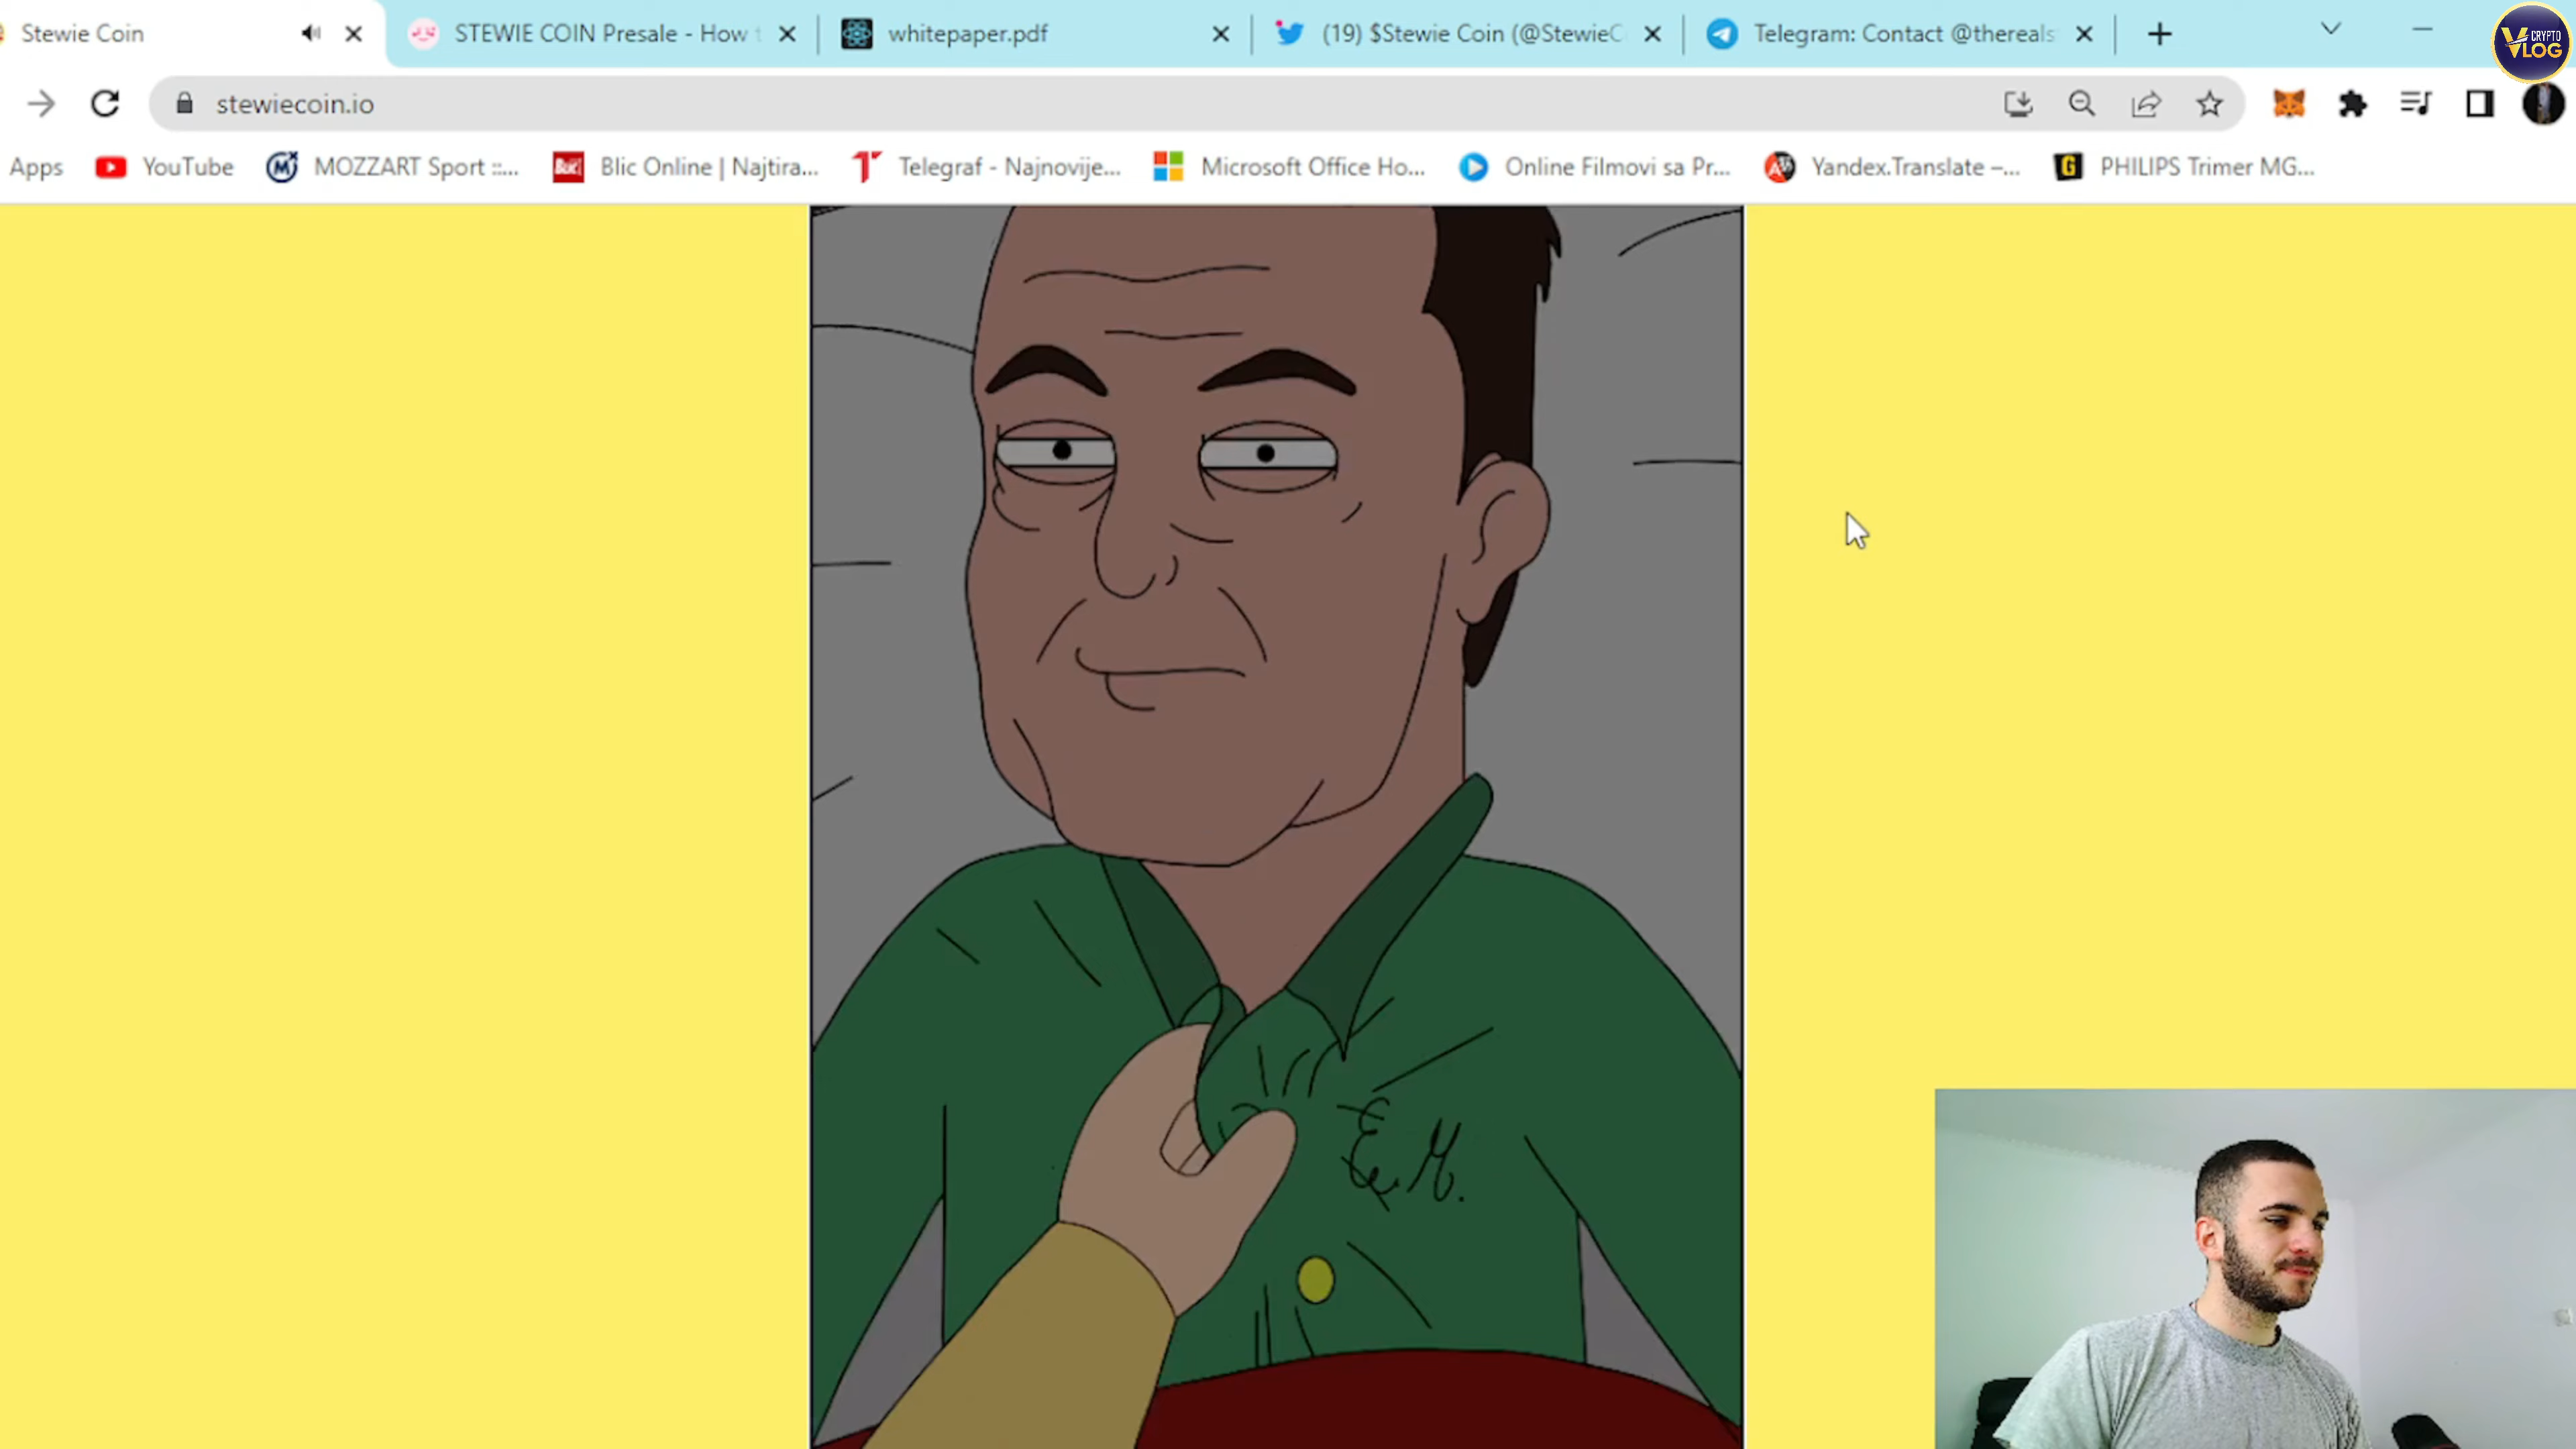 Stewie Coin STEWIE COIN Presale - How t whitepaper.pdf (19) $Stewie Coin (@StewieC Telegram: Contact @thereals
CRYPTO
VLOG
stewiecoin.io
Apps YouTube MOZZART Sport ::... Blic Online | Najtira... Telegraf - Najnovije... Microsoft Office Ho... Online Filmovi sa Pr... Yandex.Translate –... PHILIPS Trimer MG...
E.M.